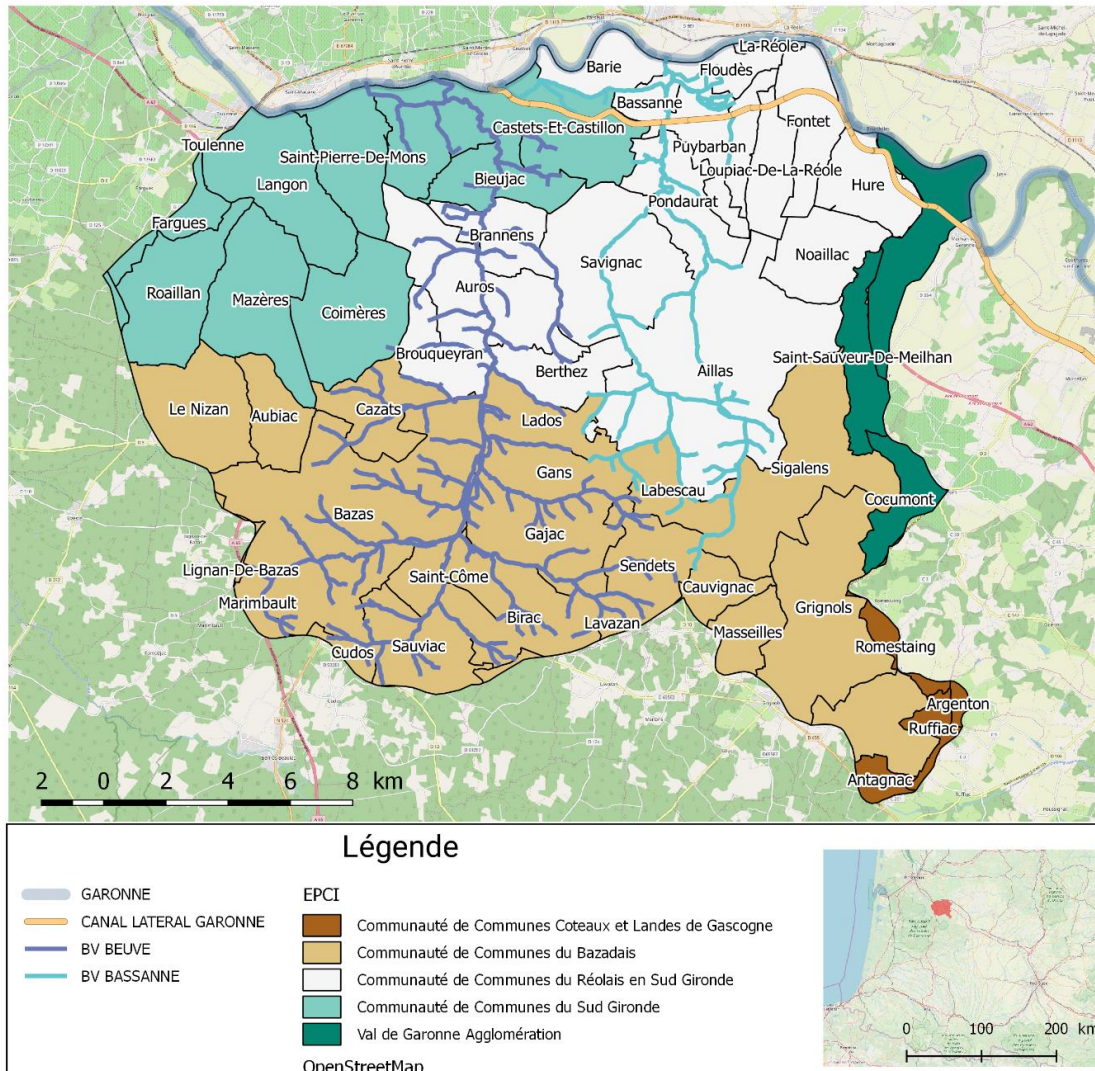 La-Réole
Barie
Floudès
Bassanne
Fontet
Castets-Et-Castillon
Toulenne
Puybarban
Saint-Pierre-De-Mons
Loupiac-De-La-Réole
Bieujac
Langon
Hure
Pondaurat
Fargues
Brannens
Noaillac
Savignac
Auros
Roaillan
Mazères
Coimères
Brouqueyran
Saint-Sauveur-De-Meilhan
Berthez
Aillas
Le Nizan
Cazats
Aubiac
Lados
Sigalens
Gans
Labescau
Cocumont
Bazas
Gajac
Sendets
Lignan-De-Bazas
Saint-Côme
Cauvignac
Marimbault
Grignols
Birac
Lavazan
Masseilles
Sauviac
Cudos
Romestaing
Argenton
Ruffiac
Antagnac
2 0 2 4 6 8 km
Légende
GARONNE
CANAL LATERAL GARONNE
BV BEUVE
BV BASSANNE
EPCI
Communauté de Communes Coteaux et Landes de Gascogne
Communauté de Communes du Bazadais
Communauté de Communes du Réolais en Sud Gironde
Communauté de Communes du Sud Gironde
Val de Garonne Agglomération
OpenStreetMap
0 100 200 km